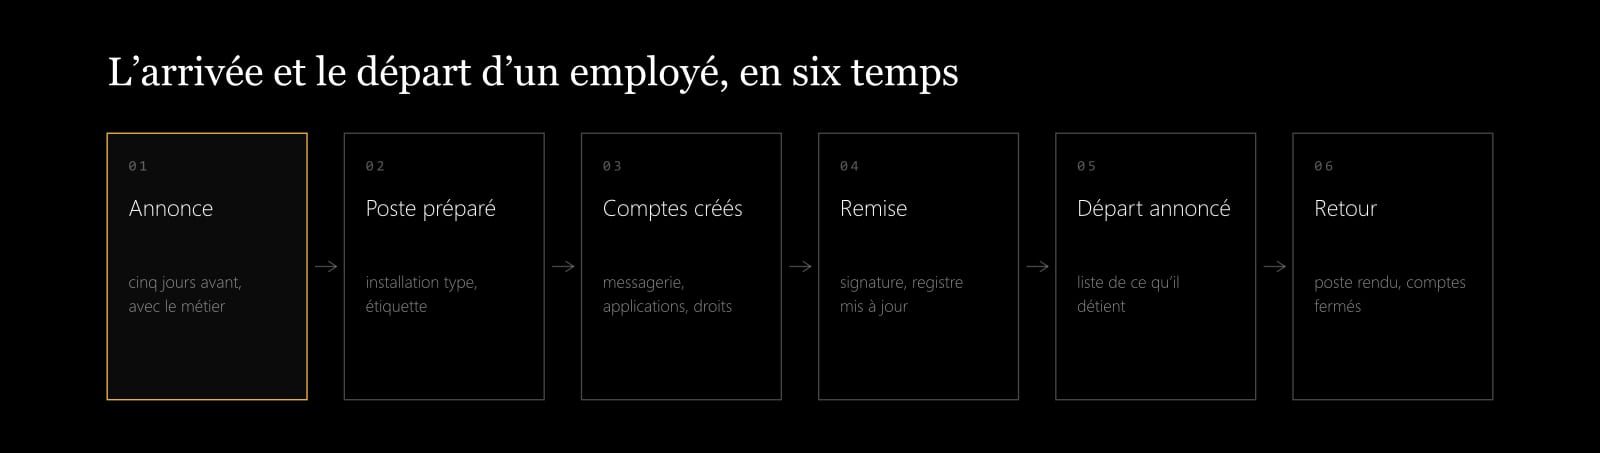 L’arrivée et le départ d’un employé, en six temps
01
Annonce
cinq jours avant,
avec le métier
02
Poste préparé
installation type,
étiquette
03
Comptes créés
messagerie,
applications, droits
04
Remise
signature, registre
mis à jour
05
Départ annoncé
liste de ce qu’il
détient
06
Retour
poste rendu, comptes
fermés